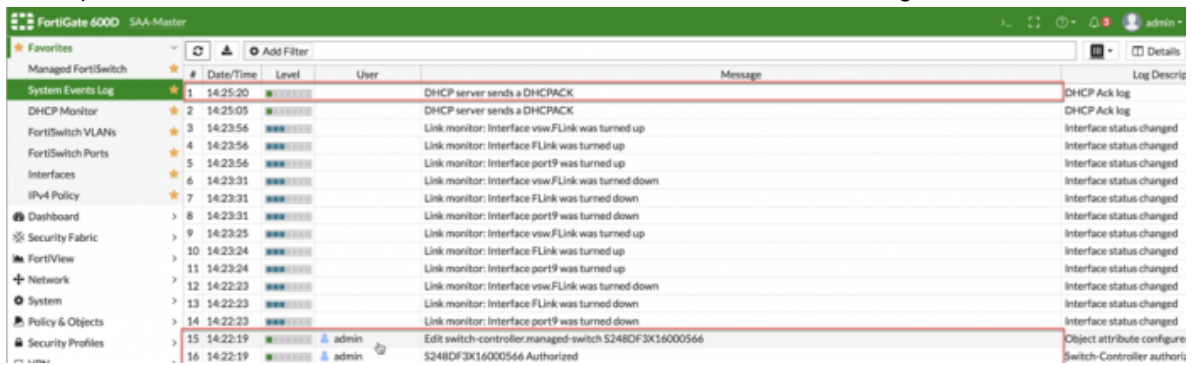 FortiGate 600D SAA-Master admin
Favorites Add Filter Details
Managed FortiSwitch # Date/Time Level User Message Log Descrip
System Events Log 1 14:25:20 DHCP server sends a DHCPACK DHCP Ack log
DHCP Monitor 2 14:25:05 DHCP server sends a DHCPACK DHCP Ack log
FortiSwitch VLANs 3 14:23:56 Link monitor: Interface vsw.FLink was turned up Interface status changed
FortiSwitch Ports 4 14:23:56 Link monitor: Interface FLink was turned up Interface status changed
5 14:23:56 Link monitor: Interface port9 was turned up Interface status changed
Interfaces 6 14:23:31 Link monitor: Interface vsw.FLink was turned down Interface status changed
IPv4 Policy 7 14:23:31 Link monitor: Interface FLink was turned down Interface status changed
Dashboard 8 14:23:31 Link monitor: Interface port9 was turned down Interface status changed
Security Fabric 9 14:23:25 Link monitor: Interface vsw.FLink was turned up Interface status changed
FortiView 10 14:23:24 Link monitor: Interface FLink was turned up Interface status changed
11 14:23:24 Link monitor: Interface port9 was turned up Interface status changed
Network 12 14:22:23 Link monitor: Interface vsw.FLink was turned down Interface status changed
System 13 14:22:23 Link monitor: Interface FLink was turned down Interface status changed
Policy & Objects 14 14:22:23 Link monitor: Interface port9 was turned down Interface status changed
Security Profiles 15 14:22:19 admin Edit switch-controller.managed-switch S248DF3X16000566 Object attribute configure
16 14:22:19 admin S248DF3X16000566 Authorized Switch-Controller authoriz